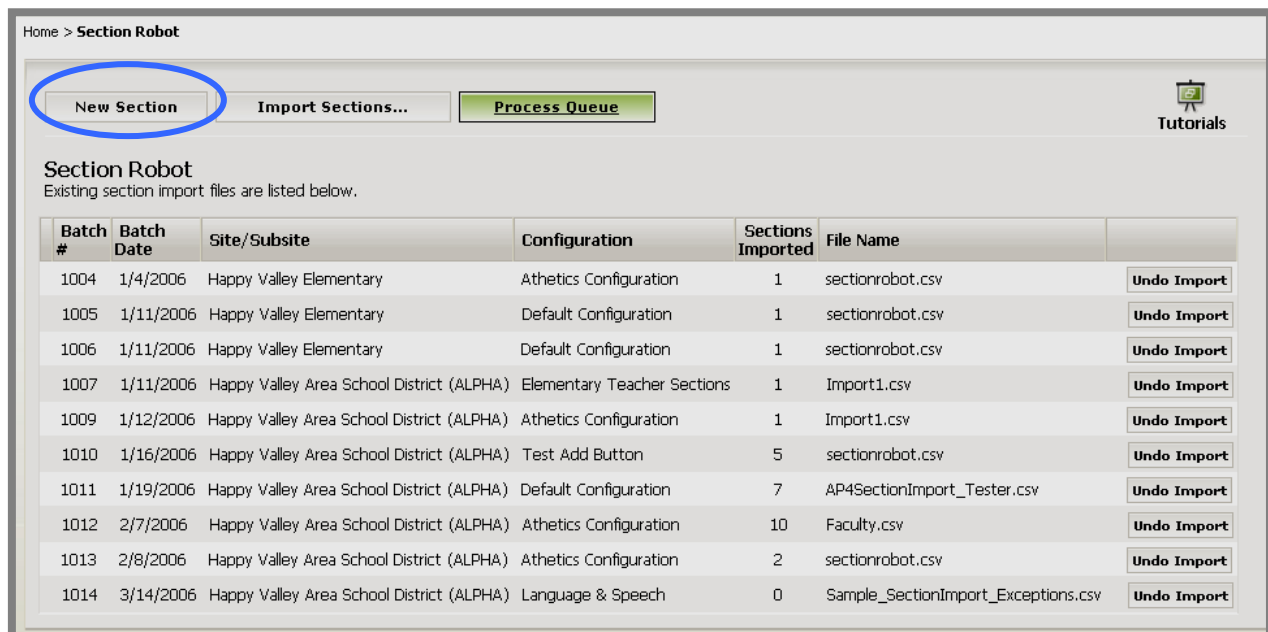 Home > Section Robot
New Section Import Sections... Process Queue
Tutorials
Section Robot
Existing section import files are listed below.
Batch # Batch Date Site/Subsite Configuration Sections Imported File Name
1004 1/4/2006 Happy Valley Elementary Athetics Configuration 1 sectionrobot.csv Undo Import
1005 1/11/2006 Happy Valley Elementary Default Configuration 1 sectionrobot.csv Undo Import
1006 1/11/2006 Happy Valley Elementary Default Configuration 1 sectionrobot.csv Undo Import
1007 1/11/2006 Happy Valley Area School District (ALPHA) Elementary Teacher Sections 1 Import1.csv Undo Import
1009 1/12/2006 Happy Valley Area School District (ALPHA) Athetics Configuration 1 Import1.csv Undo Import
1010 1/16/2006 Happy Valley Area School District (ALPHA) Test Add Button 5 sectionrobot.csv Undo Import
1011 1/19/2006 Happy Valley Area School District (ALPHA) Default Configuration 7 AP4SectionImport_Tester.csv Undo Import
1012 2/7/2006 Happy Valley Area School District (ALPHA) Athetics Configuration 10 Faculty.csv Undo Import
1013 2/8/2006 Happy Valley Area School District (ALPHA) Athetics Configuration 2 sectionrobot.csv Undo Import
1014 3/14/2006 Happy Valley Area School District (ALPHA) Language & Speech 0 Sample_SectionImport_Exceptions.csv Undo Import